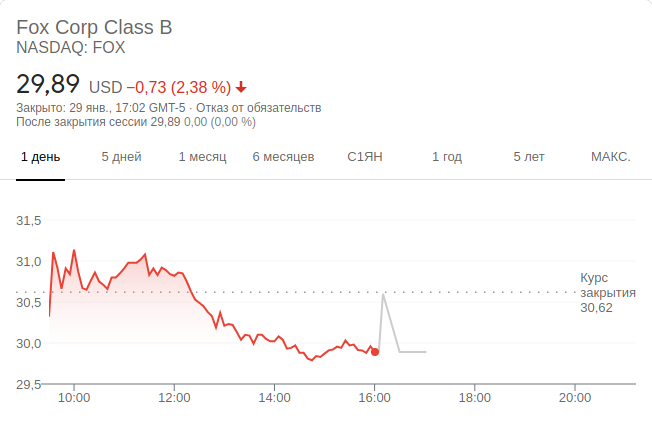 Fox Corp Class B
NASDAQ: FOX
29,89 USD −0,73 (2,38 %)
Закрыто: 29 янв., 17:02 GMT-5 · Отказ от обязательств
После закрытия сессии 29,89 0,00 (0,00 %)
1 день 5 дней 1 месяц 6 месяцев С1ЯН 1 год 5 лет МАКС.
31,5
31,0
30,5
30,0
29,5
Курс
закрытия
30,62
10:00 12:00 14:00 16:00 18:00 20:00